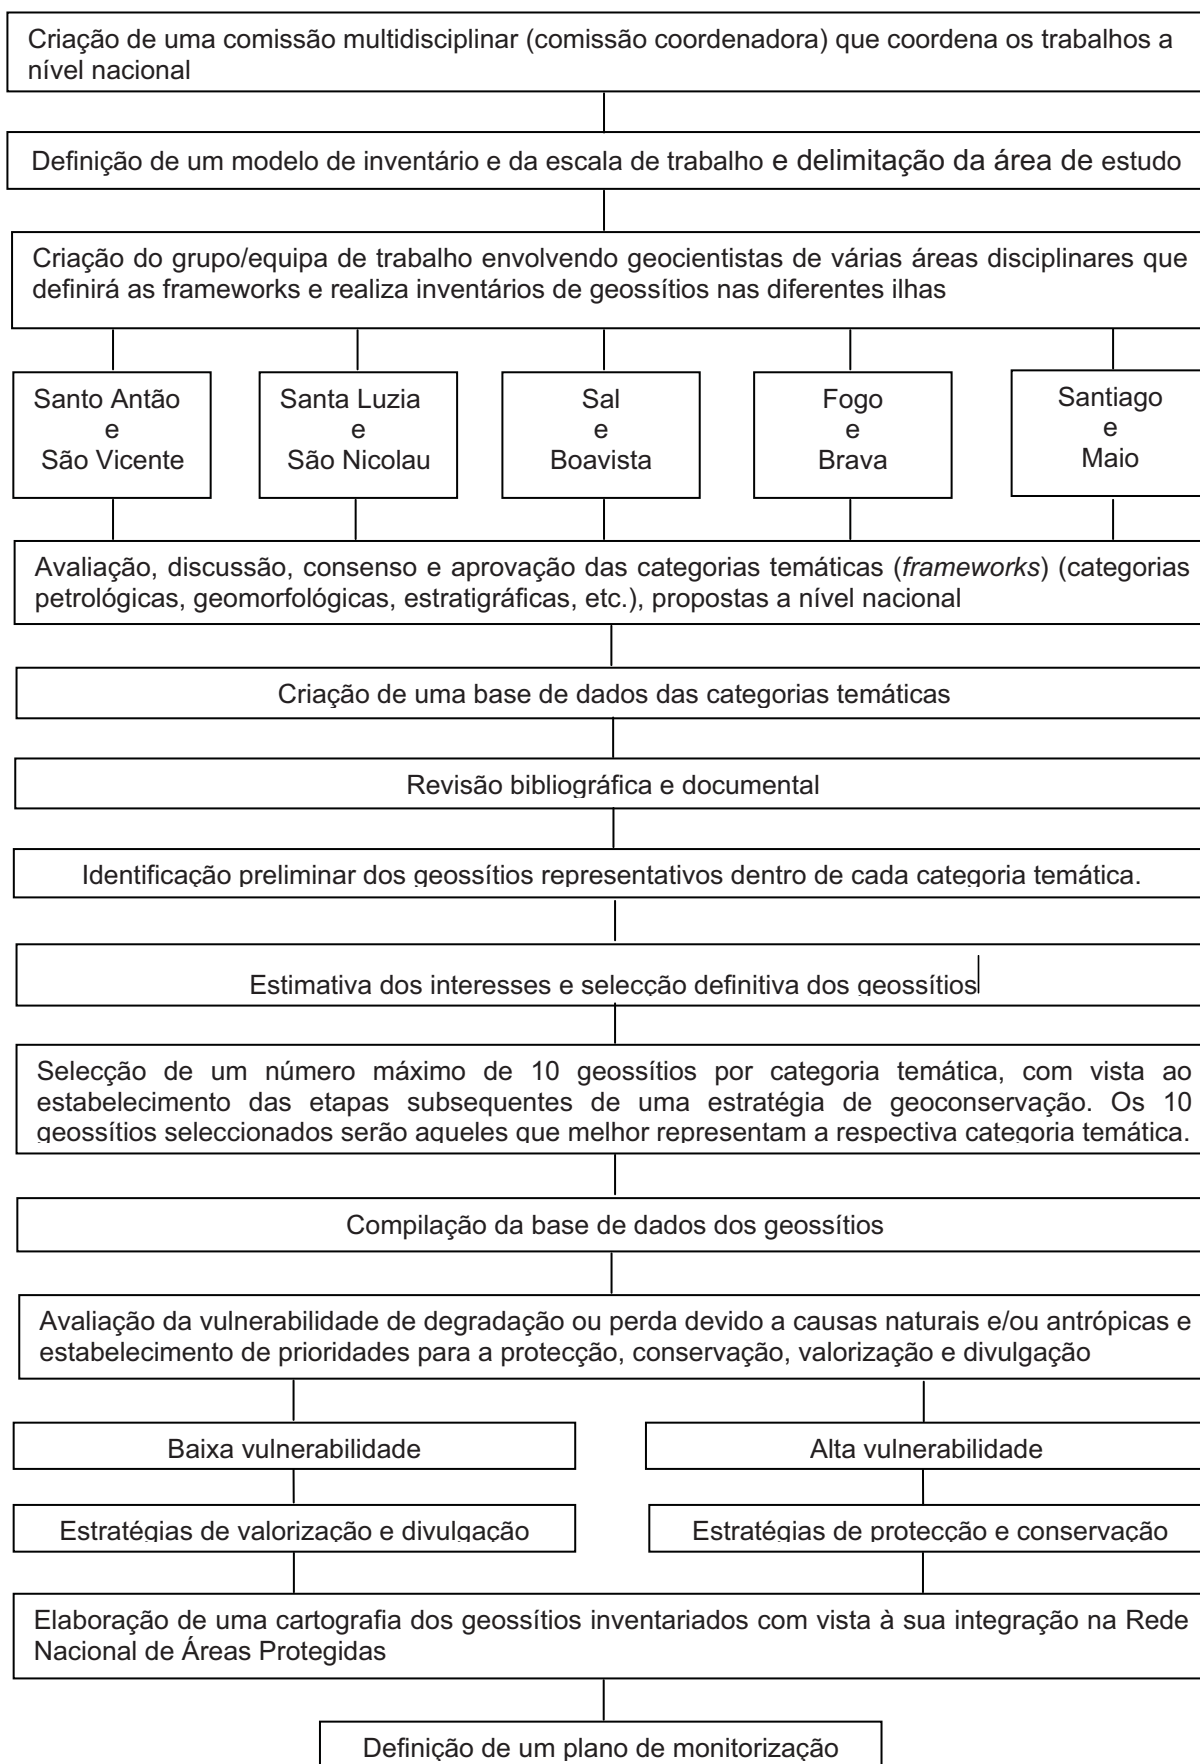 Criação de uma comissão multidisciplinar (comissão coordenadora) que coordena os trabalhos a
nível nacional
Definição de um modelo de inventário e da escala de trabalho e delimitação da área de estudo
Criação do grupo/equipa de trabalho envolvendo geocientistas de várias áreas disciplinares que
definirá as frameworks e realiza inventários de geossítios nas diferentes ilhas
Santo Antão
e
São Vicente
Santa Luzia
e
São Nicolau
Sal
e
Boavista
Fogo
e
Brava
Santiago
e
Maio
Avaliação, discussão, consenso e aprovação das categorias temáticas (frameworks) (categorias
petrológicas, geomorfológicas, estratigráficas, etc.), propostas a nível nacional
Criação de uma base de dados das categorias temáticas
Revisão bibliográfica e documental
Identificação preliminar dos geossítios representativos dentro de cada categoria temática.
Estimativa dos interesses e selecção definitiva dos geossítios
Selecção de um número máximo de 10 geossítios por categoria temática, com vista ao
estabelecimento das etapas subsequentes de uma estratégia de geoconservação. Os 10
geossítios seleccionados serão aqueles que melhor representam a respectiva categoria temática.
Compilação da base de dados dos geossítios
Avaliação da vulnerabilidade de degradação ou perda devido a causas naturais e/ou antrópicas e
estabelecimento de prioridades para a protecção, conservação, valorização e divulgação
Baixa vulnerabilidade
Alta vulnerabilidade
Estratégias de valorização e divulgação
Estratégias de protecção e conservação
Elaboração de uma cartografia dos geossítios inventariados com vista à sua integração na Rede
Nacional de Áreas Protegidas
Definição de um plano de monitorização